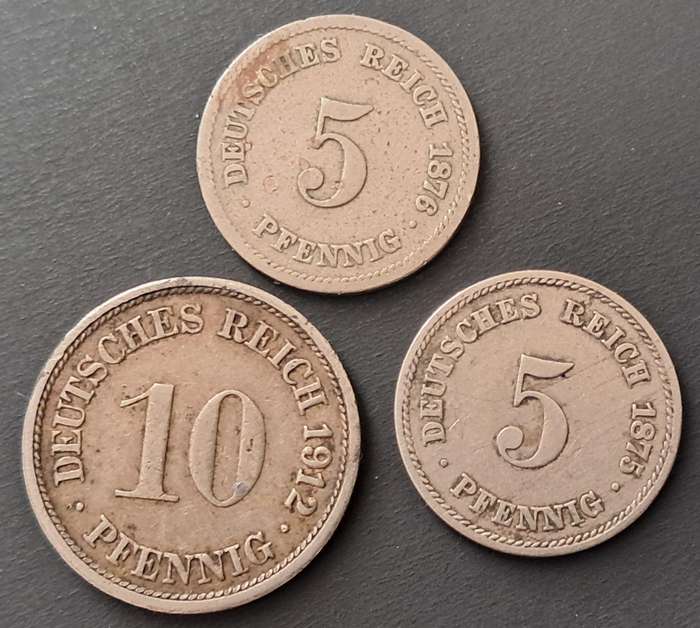 DEUTSCHES REICH 1876
5
· PFENNIG ·
DEUTSCHES REICH 1912
10
· PFENNIG ·
DEUTSCHES REICH 1875
5
· PFENNIG ·